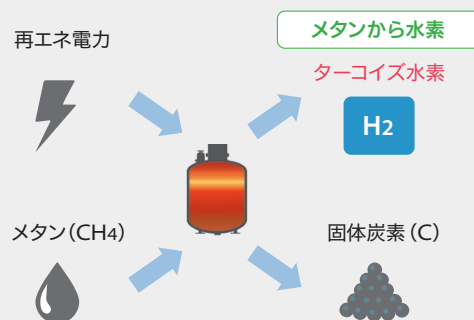 再エネ電力
メタンから水素
ターコイズ水素
H2
メタン(CH4)
固体炭素(C)